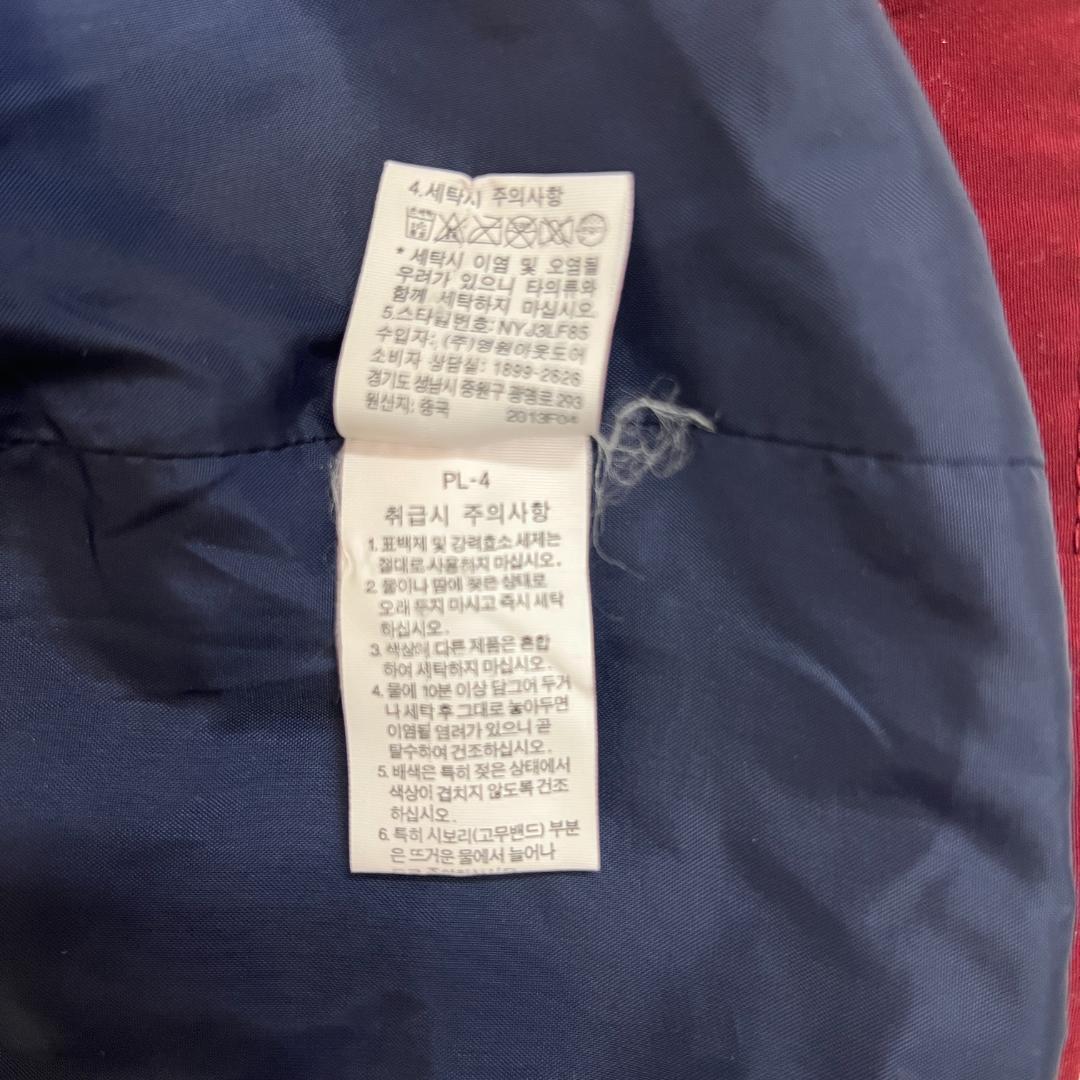 4.세탁시 주의사항
* 세탁시 이염 및 오염될
우려가 있으니 타의류와
함께 세탁하지 마십시오.
5.스타일번호: NYJ3LF85
수입자: (주)영원아웃도어
소비자 상담실: 1899-2626
경기도 성남시 중원구 광명로 293
원산지: 중국 2013F04
PL-4
취급시 주의사항
1. 표백제 및 강력효소 세제는
절대로 사용하지 마십시오.
2. 물이나 땀에 젖은 상태로
오래 두지 마시고 즉시 세탁
하십시오.
3. 색상이 다른 제품은 혼합
하여 세탁하지 마십시오.
4. 물에 10분 이상 담그어 두거
나 세탁 후 그대로 놓아두면
이염될 염려가 있으니 곧
탈수하여 건조하십시오.
5. 배색은 특히 젖은 상태에서
색상이 겹치지 않도록 건조
하십시오.
6. 특히 시보리(고무밴드) 부분
은 뜨거운 물에서 늘어나